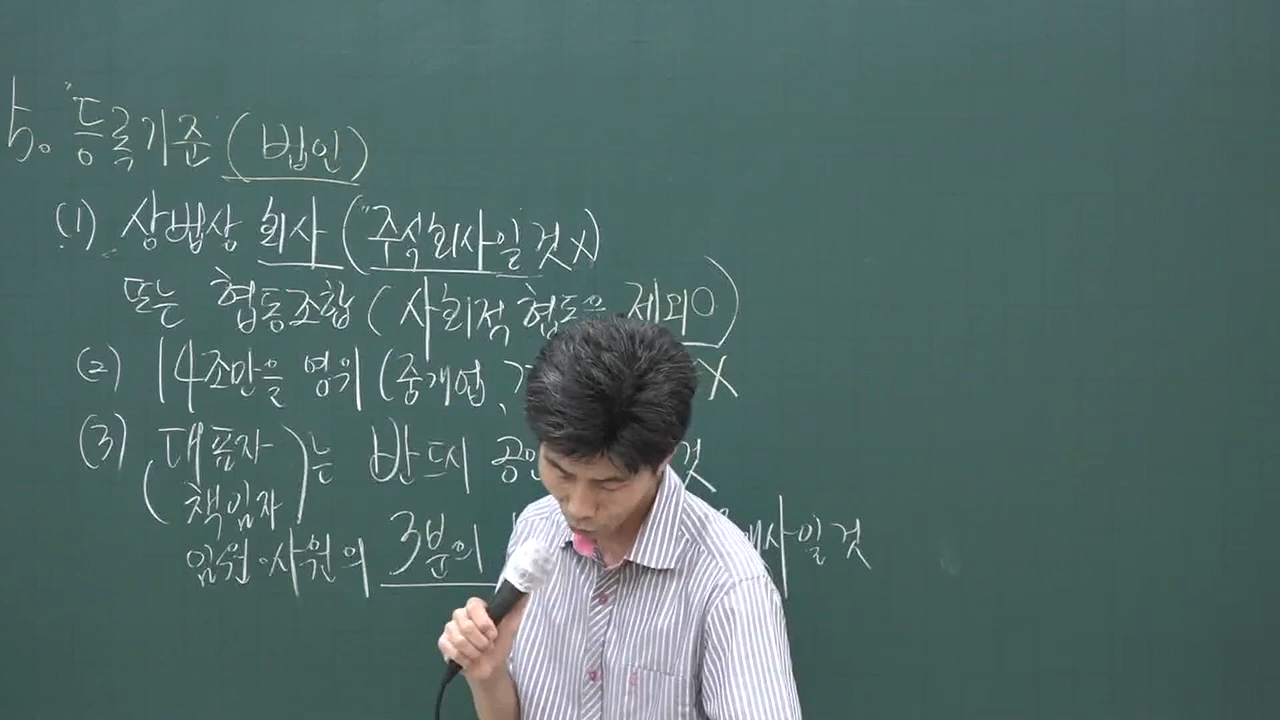 5. "등록기준"(법인)
(1) 상법상 회사("주식회사일 것 X)
또는 협동조합(사회적 협동 제외 O)
(2) 14조만을 영위(중개업, X
(3) (대표자 책임자)는 반드시 공인 것
임원·사원의 3분의 개사일 것